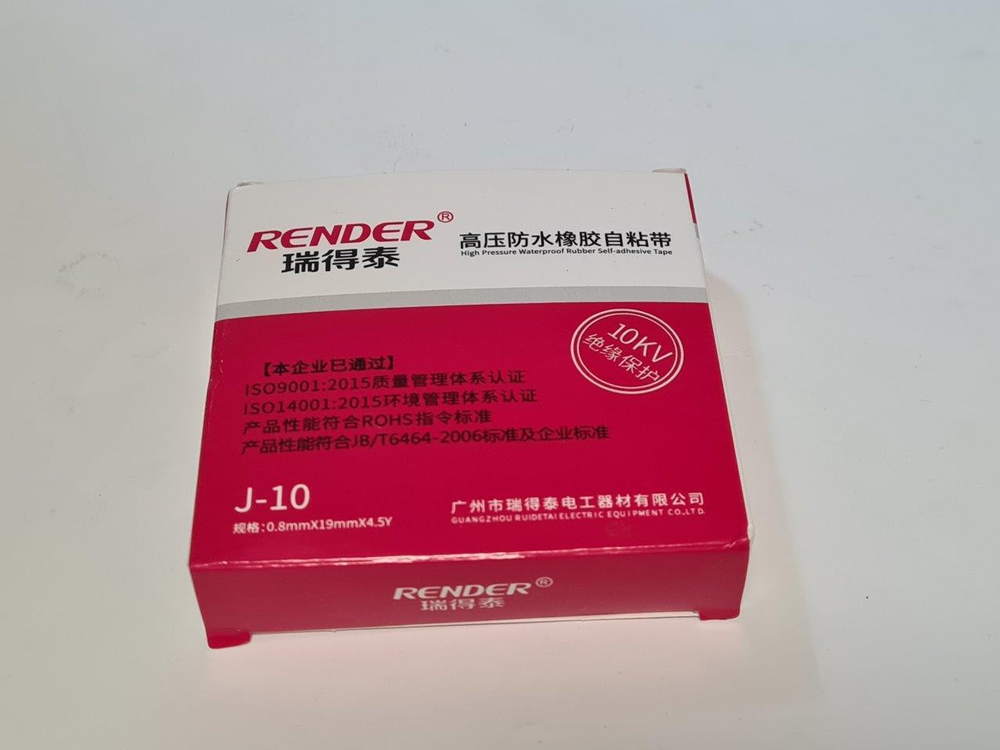 RENDER®
瑞得泰
高压防水橡胶自粘带
High Pressure Waterproof Rubber Self-adhesive Tape
10KV
绝缘保护
【本企业已通过】
ISO9001:2015质量管理体系认证
ISO14001:2015环境管理体系认证
产品性能符合ROHS指令标准
产品性能符合JB/T6464-2006标准及企业标准
J-10
规格:0.8mmX19mmX4.5Y
广州市瑞得泰电工器材有限公司
GUANGZHOU RUIDETAI ELECTRIC EQUIPMENT CO.,LTD.
RENDER®
瑞得泰